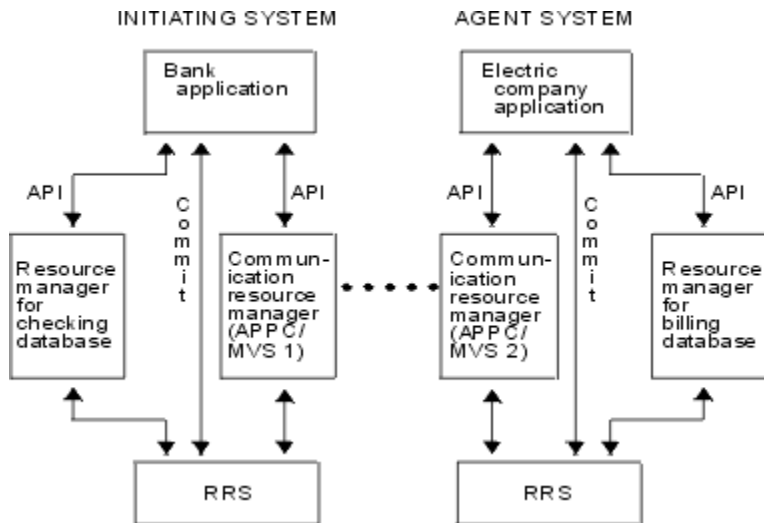 INITIATING SYSTEM
AGENT SYSTEM
Bank
application
Electric
company
application
API
Commit
API
API
Commit
API
Resource
manager
for
checking
database
Commun-
ication
resource
manager
(APPC/
MVS 1)
Commun-
ication
resource
manager
(APPC/
MVS 2)
Resource
manager
for
billing
database
RRS
RRS